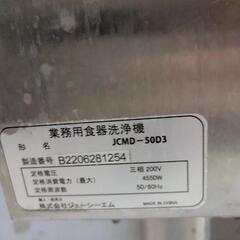 業務用食器洗浄機
形 名 JCMD-50D3
製造番号 B2206281254
定格電圧 三相 200V
定格消費電力(最大) 4550W
定格周波数 50/60Hz
株式会社ジェーシーエム MADE IN CHINA